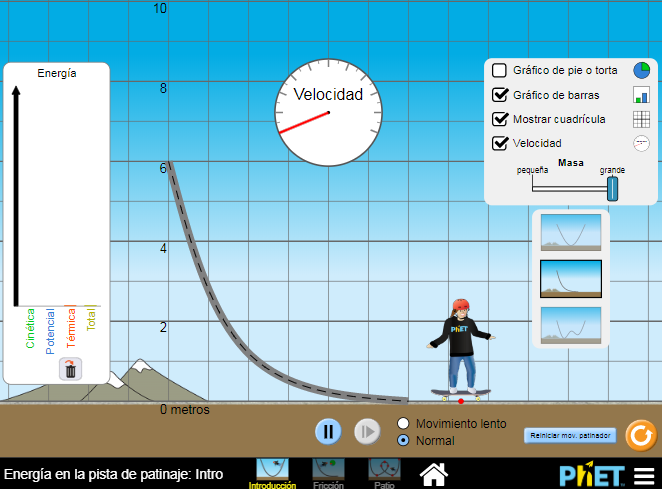 10
Energía
Velocidad
8
6
4
2
0 metros
Cinética
Potencial
Térmica
Total
Gráfico de pie o torta
Gráfico de barras
Mostrar cuadrícula
Velocidad
Masa
pequeña
grande
PhET
Movimiento lento
Normal
Reiniciar mov. patinador
Energía en la pista de patinaje: Intro
Introducción
Fricción
Patio
PhET